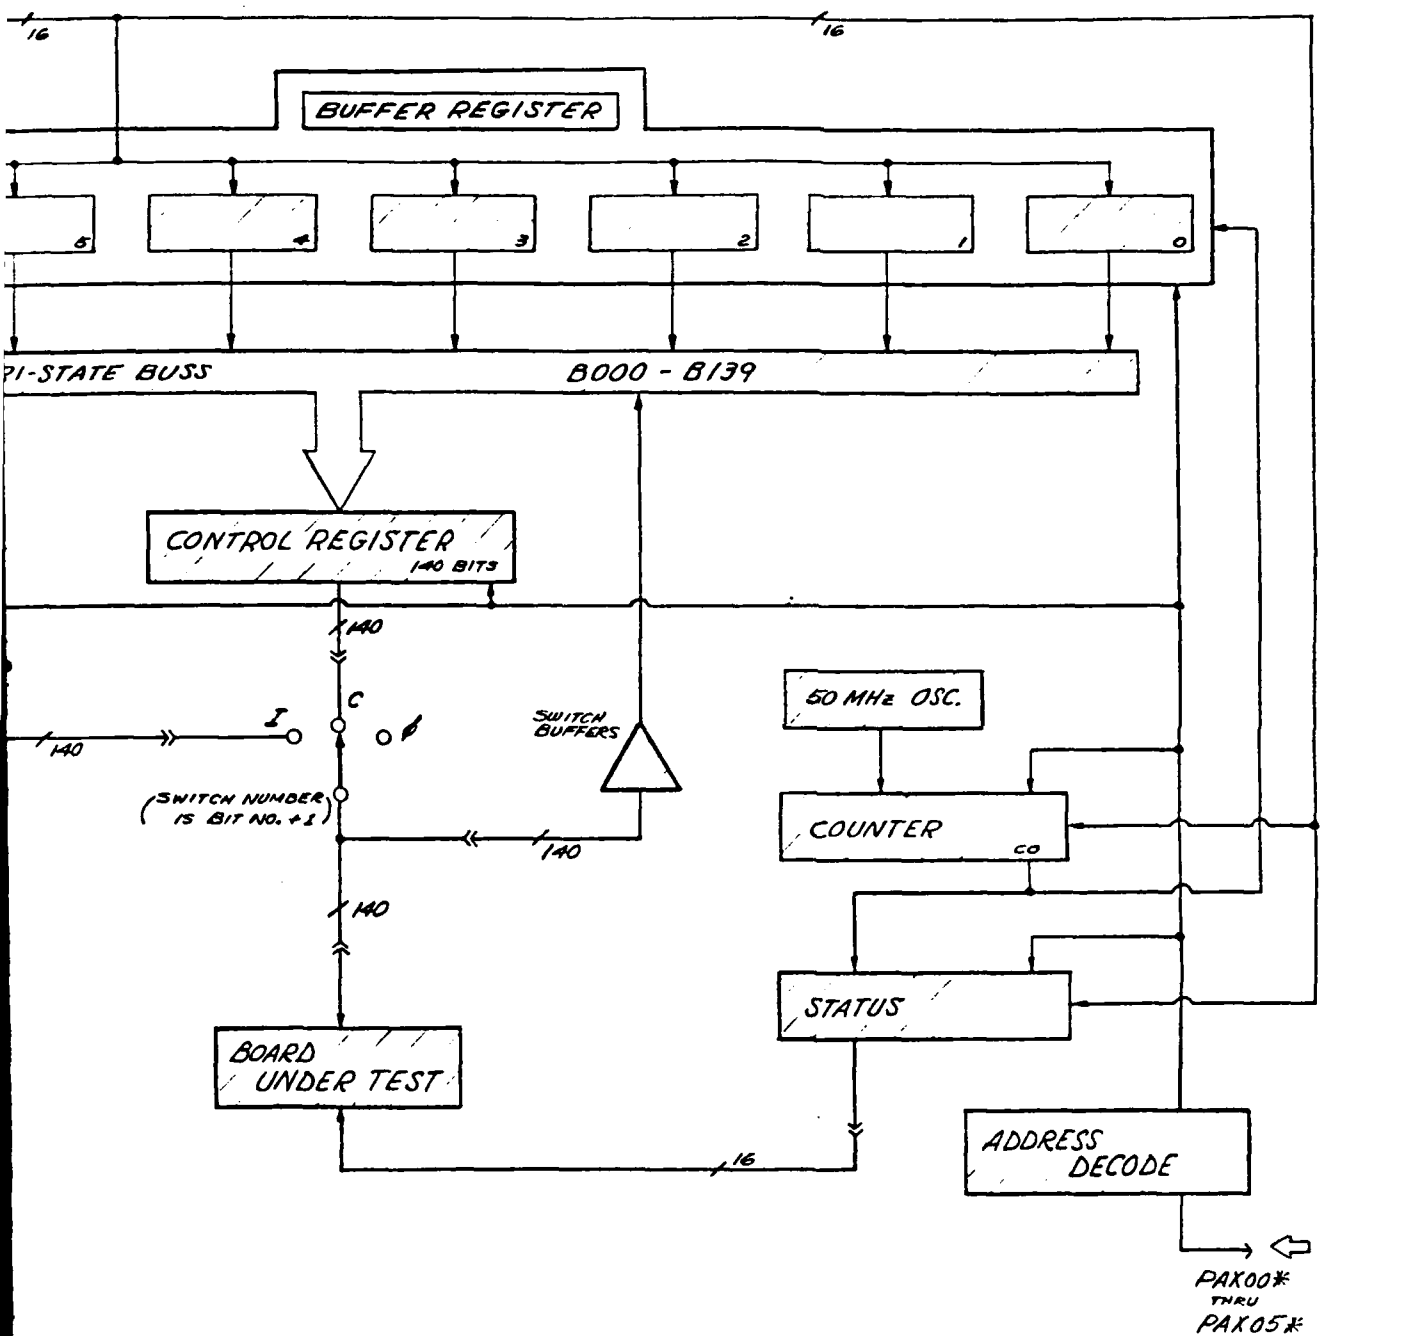 16
16
BUFFER REGISTER
5
4
3
2
1
0
RI-STATE BUSS
B000 - B139
CONTROL REGISTER
140 BITS
140
C
I
ϕ
140
SWITCH
BUFFERS
50 MHz OSC.
(SWITCH NUMBER
IS BIT NO. +1)
140
COUNTER
CO
140
STATUS
BOARD
UNDER TEST
16
ADDRESS
DECODE
PAX00*
THRU
PAX05*